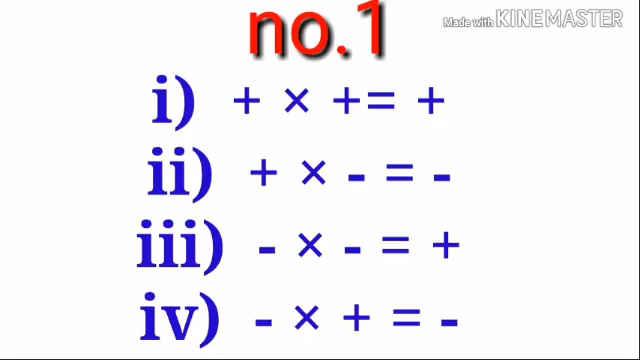 no.1
Made with KINEMASTER
i) + × += +
ii) + × - = -
iii) - × - = +
iv) - × + = -